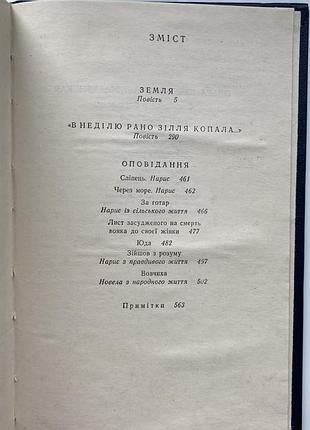 ЗМІСТ
ЗЕМЛЯ
Повість 5
«В НЕДІЛЮ РАНО ЗІЛЛЯ КОПАЛА...»
Повість 290
ОПОВІДАННЯ
Сліпець. Нарис 461
Через море. Нарис 462
За готар
Нарис із сільського життя 466
Лист засудженого на смерть
вояка до своєї жінки 477
Юда 482
Зійшов з розуму
Нарис з правдивого життя 497
Вовчиха
Новела з народного життя 502
Примітки 563